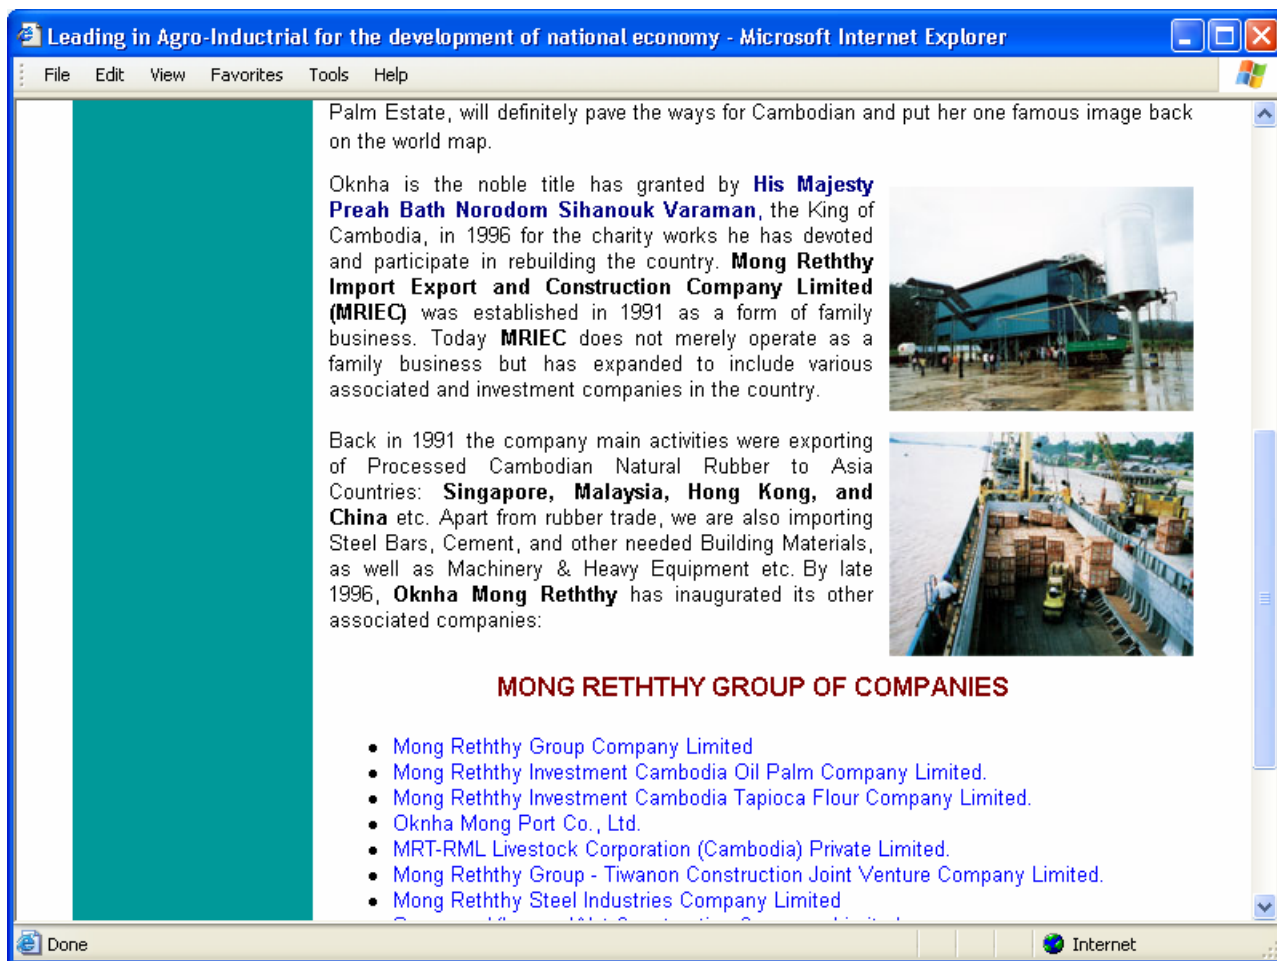 Leading in Agro-Inductrial for the development of national economy - Microsoft Internet Explorer
File Edit View Favorites Tools Help
Palm Estate, will definitely pave the ways for Cambodian and put her one famous image back
on the world map.
Oknha is the noble title has granted by His Majesty
Preah Bath Norodom Sihanouk Varaman, the King of
Cambodia, in 1996 for the charity works he has devoted
and participate in rebuilding the country. Mong Reththy
Import Export and Construction Company Limited
(MRIEC) was established in 1991 as a form of family
business. Today MRIEC does not merely operate as a
family business but has expanded to include various
associated and investment companies in the country.
Back in 1991 the company main activities were exporting
of Processed Cambodian Natural Rubber to Asia
Countries: Singapore, Malaysia, Hong Kong, and
China etc. Apart from rubber trade, we are also importing
Steel Bars, Cement, and other needed Building Materials,
as well as Machinery & Heavy Equipment etc. By late
1996, Oknha Mong Reththy has inaugurated its other
associated companies:
MONG RETHTHY GROUP OF COMPANIES
• Mong Reththy Group Company Limited
• Mong Reththy Investment Cambodia Oil Palm Company Limited.
• Mong Reththy Investment Cambodia Tapioca Flour Company Limited.
• Oknha Mong Port Co., Ltd.
• MRT-RML Livestock Corporation (Cambodia) Private Limited.
• Mong Reththy Group - Tiwanon Construction Joint Venture Company Limited.
• Mong Reththy Steel Industries Company Limited
Done
Internet